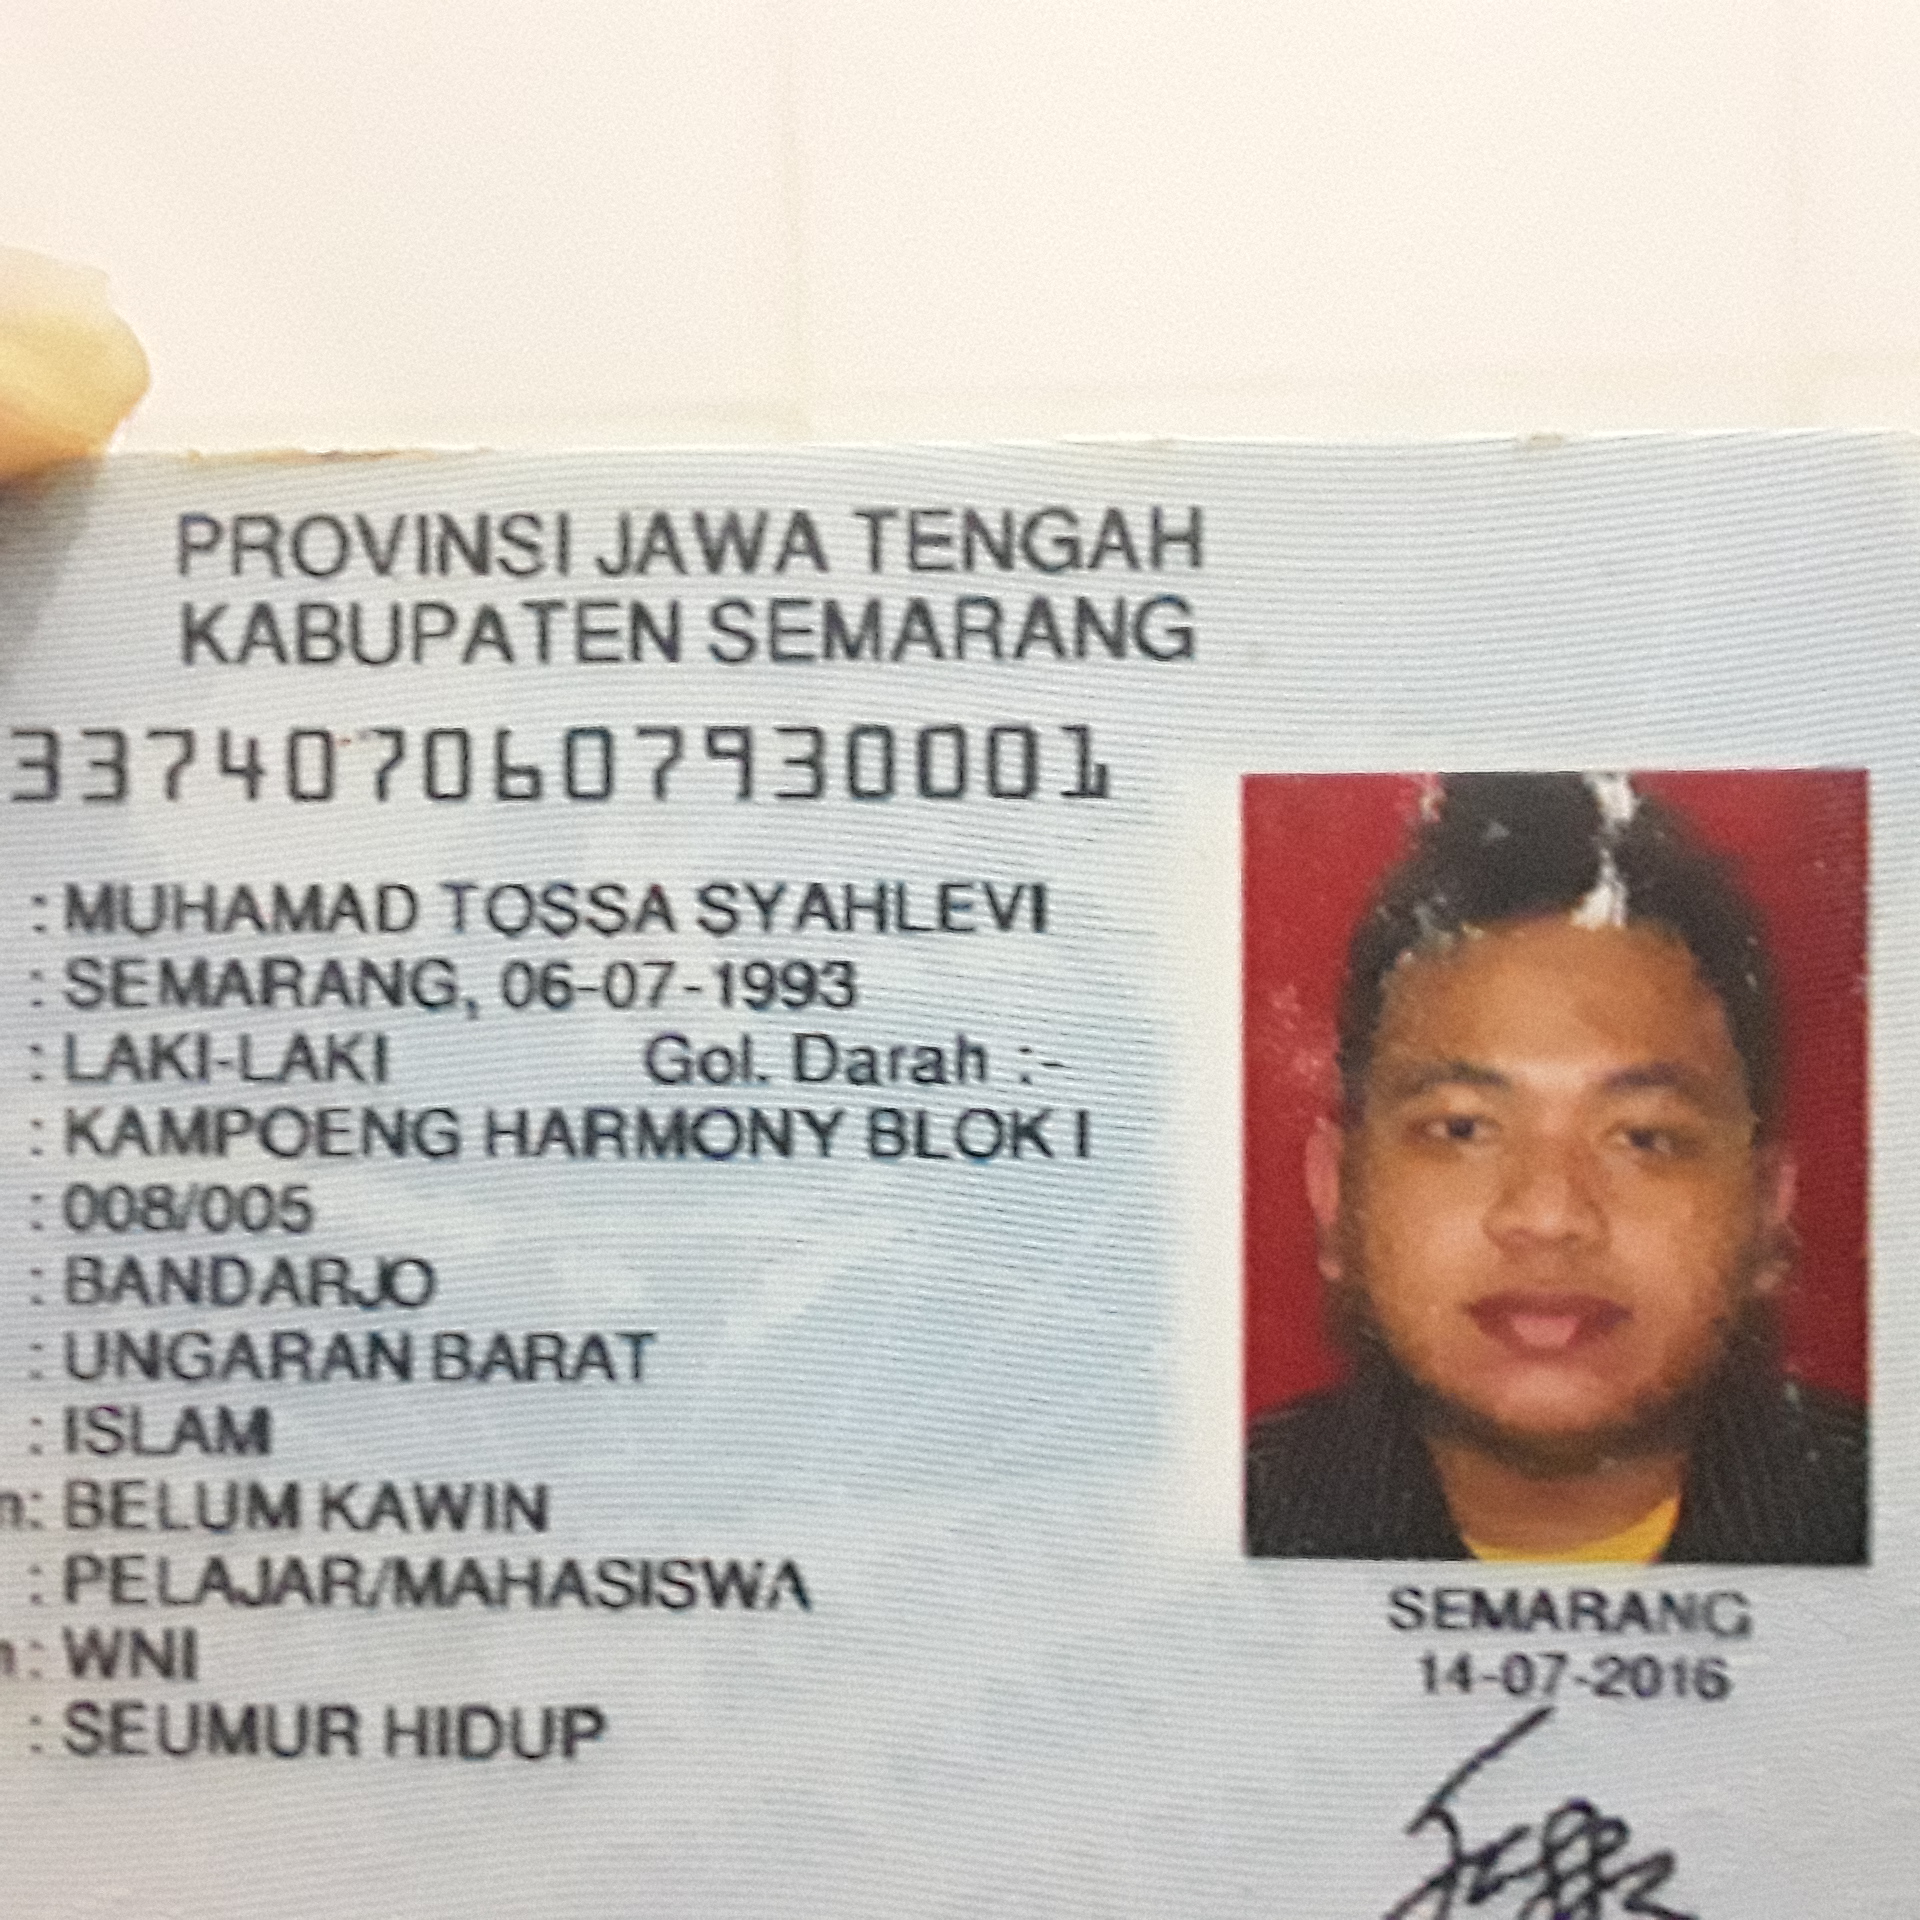 PROVINSI JAWA TENGAH
KABUPATEN SEMARANG
3374070607930001
: MUHAMAD TOSSA SYAHLEVI
: SEMARANG, 06-07-1993
: LAKI-LAKI Gol. Darah :-
: KAMPOENG HARMONY BLOK I
: 008/005
: BANDARJO
: UNGARAN BARAT
: ISLAM
n: BELUM KAWIN
: PELAJAR/MAHASISWA
n: WNI
: SEUMUR HIDUP
SEMARANG
14-07-2016